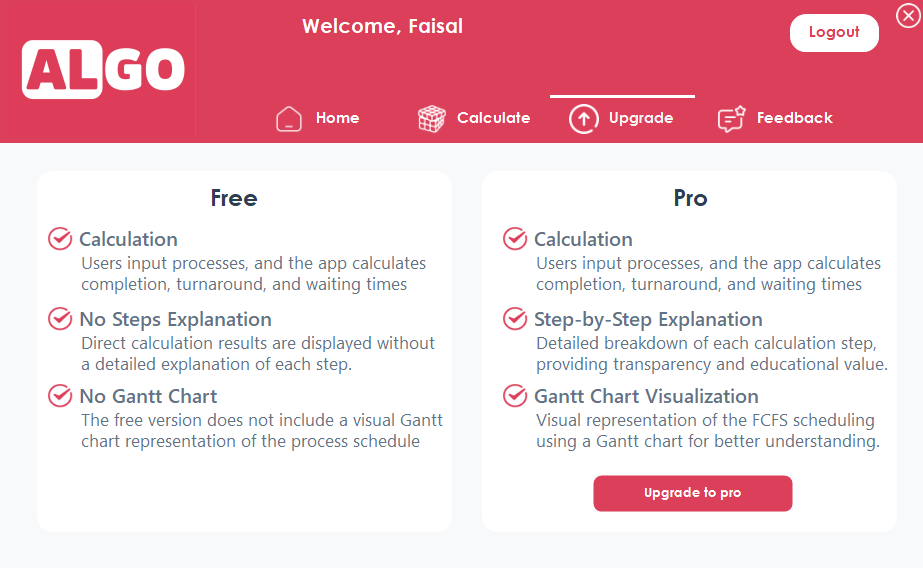 Welcome, Faisal
Logout
ALGO
Home
Calculate
Upgrade
Feedback
Free
Calculation
Users input processes, and the app calculates
completion, turnaround, and waiting times
No Steps Explanation
Direct calculation results are displayed without
a detailed explanation of each step.
No Gantt Chart
The free version does not include a visual Gantt
chart representation of the process schedule
Pro
Calculation
Users input processes, and the app calculates
completion, turnaround, and waiting times
Step-by-Step Explanation
Detailed breakdown of each calculation step,
providing transparency and educational value.
Gantt Chart Visualization
Visual representation of the FCFS scheduling
using a Gantt chart for better understanding.
Upgrade to pro